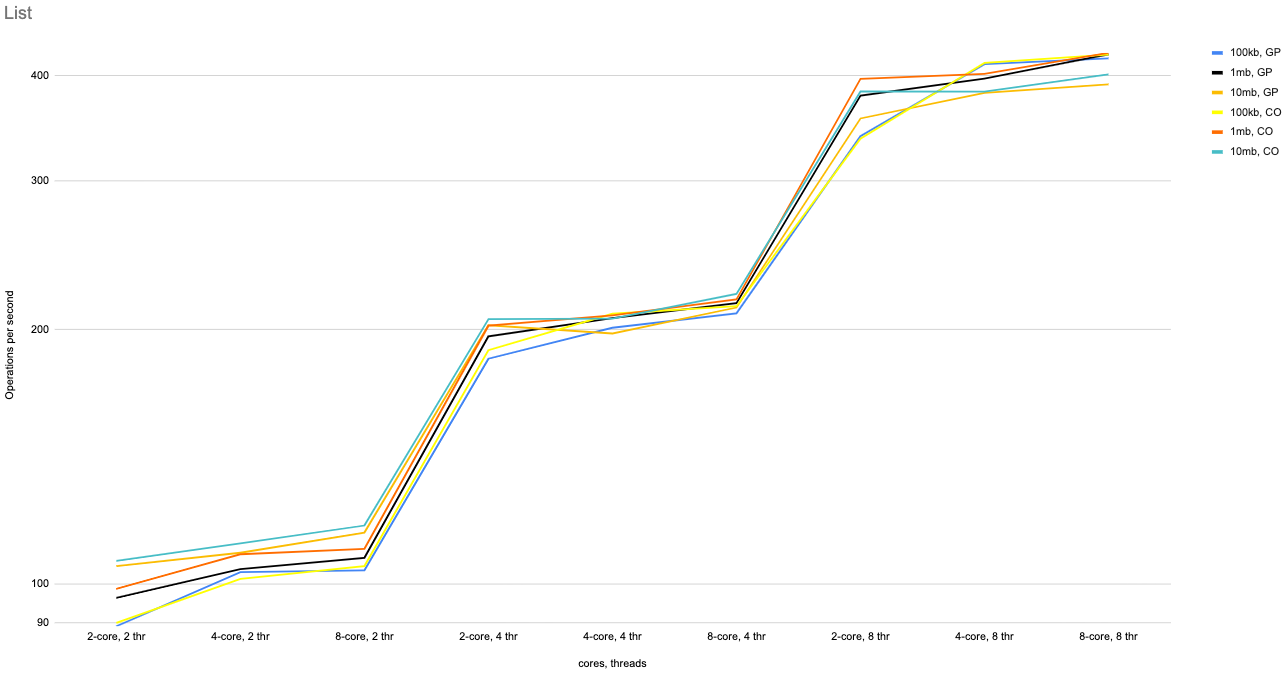 List
400
300
200
100
90
Operations per second
2-core, 2 thr
4-core, 2 thr
8-core, 2 thr
2-core, 4 thr
4-core, 4 thr
8-core, 4 thr
2-core, 8 thr
4-core, 8 thr
8-core, 8 thr
cores, threads
100kb, GP
1mb, GP
10mb, GP
100kb, CO
1mb, CO
10mb, CO